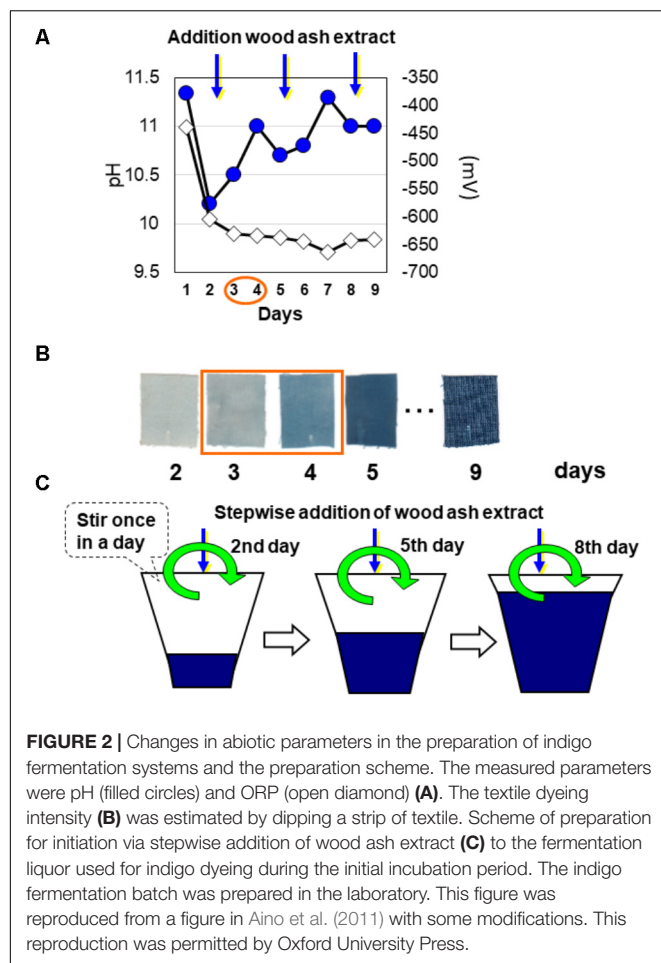 A
Addition wood ash extract
11.5
11
10.5
10
9.5
pH
-350
-400
-450
-500
-550
-600
-650
-700
(mV)
1 2 3 4 5 6 7 8 9
Days
B
2 3 4 5 ... 9 days
C
Stir once
in a day
Stepwise addition of wood ash extract
2nd day
5th day
8th day
FIGURE 2 | Changes in abiotic parameters in the preparation of indigo
fermentation systems and the preparation scheme. The measured parameters
were pH (filled circles) and ORP (open diamond) (A). The textile dyeing
intensity (B) was estimated by dipping a strip of textile. Scheme of preparation
for initiation via stepwise addition of wood ash extract (C) to the fermentation
liquor used for indigo dyeing during the initial incubation period. The indigo
fermentation batch was prepared in the laboratory. This figure was
reproduced from a figure in Aino et al. (2011) with some modifications. This
reproduction was permitted by Oxford University Press.